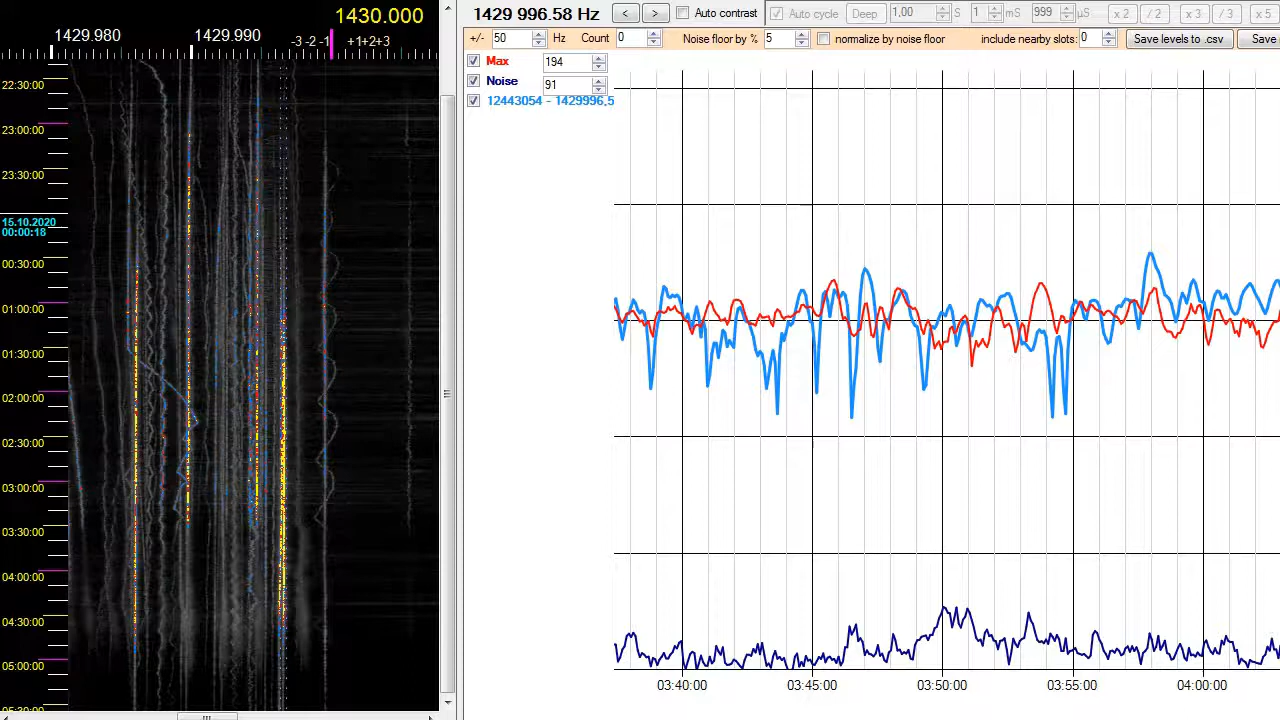 1430.000
1429.980
1429.990
-3 -2 -1
+1+2+3
22:30:00
23:00:00
23:30:00
15.10.2020
00:00:18
00:30:00
01:00:00
01:30:00
02:00:00
02:30:00
03:00:00
03:30:00
04:00:00
04:30:00
05:00:00
05:30:00
1429 996.58 Hz
<
>
Auto contrast
Auto cycle
Deep
1,00
S
1
mS
999
µS
x 2
/ 2
x 3
/ 3
x 5
+/-
50
Hz
Count
0
Noise floor by %
5
normalize by noise floor
include nearby slots:
0
Save levels to .csv
Save
Max
194
Noise
91
12443054 - 1429996,5
03:40:00
03:45:00
03:50:00
03:55:00
04:00:00